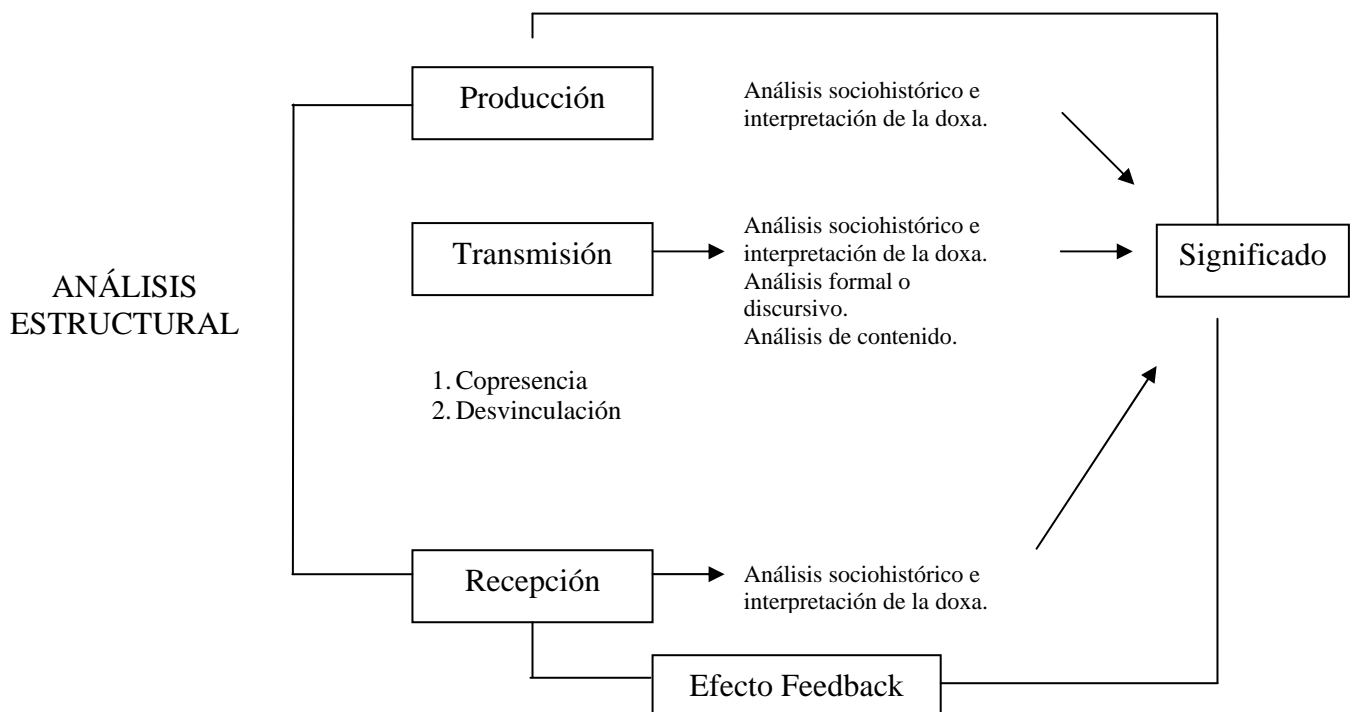 Producción
Análisis sociohistórico e
interpretación de la doxa.
ANÁLISIS
ESTRUCTURAL
Transmisión
Análisis sociohistórico e
interpretación de la doxa.
Análisis formal o
discursivo.
Análisis de contenido.
Significado
1. Copresencia
2. Desvinculación
Recepción
Análisis sociohistórico e
interpretación de la doxa.
Efecto Feedback